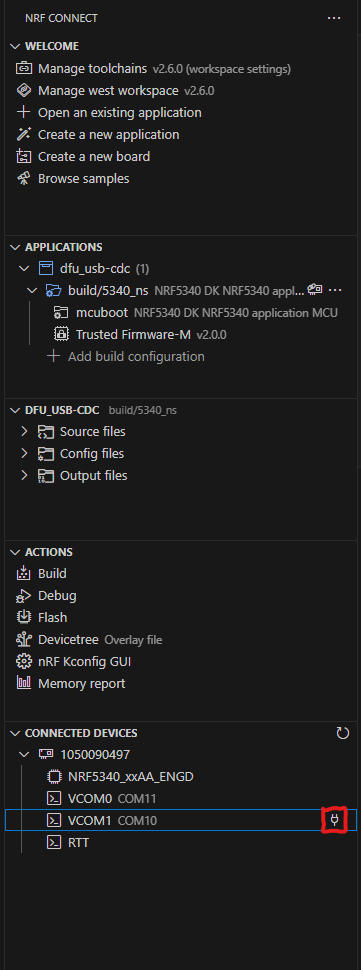 NRF CONNECT
WELCOME
Manage toolchains v2.6.0 (workspace settings)
Manage west workspace v2.6.0
Open an existing application
Create a new application
Create a new board
Browse samples
APPLICATIONS
dfu_usb-cdc (1)
build/5340_ns NRF5340 DK NRF5340 appl...
mcuboot NRF5340 DK NRF5340 application MCU
Trusted Firmware-M v2.0.0
Add build configuration
DFU_USB-CDC build/5340_ns
Source files
Config files
Output files
ACTIONS
Build
Debug
Flash
Devicetree Overlay file
nRF Kconfig GUI
Memory report
CONNECTED DEVICES
1050090497
NRF5340_xxAA_ENGD
VCOM0 COM11
VCOM1 COM10
RTT